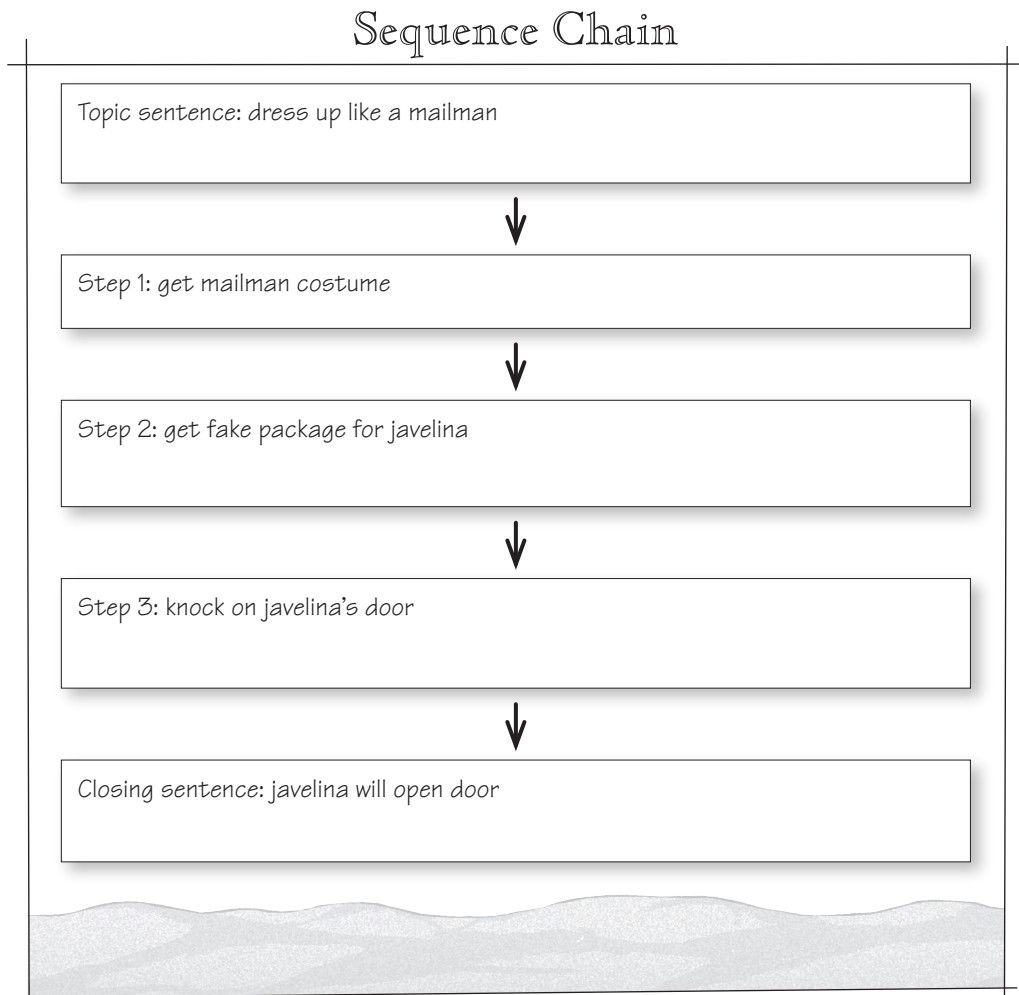 Sequence Chain
Topic sentence: dress up like a mailman
Step 1: get mailman costume
Step 2: get fake package for javelina
Step 3: knock on javelina’s door
Closing sentence: javelina will open door